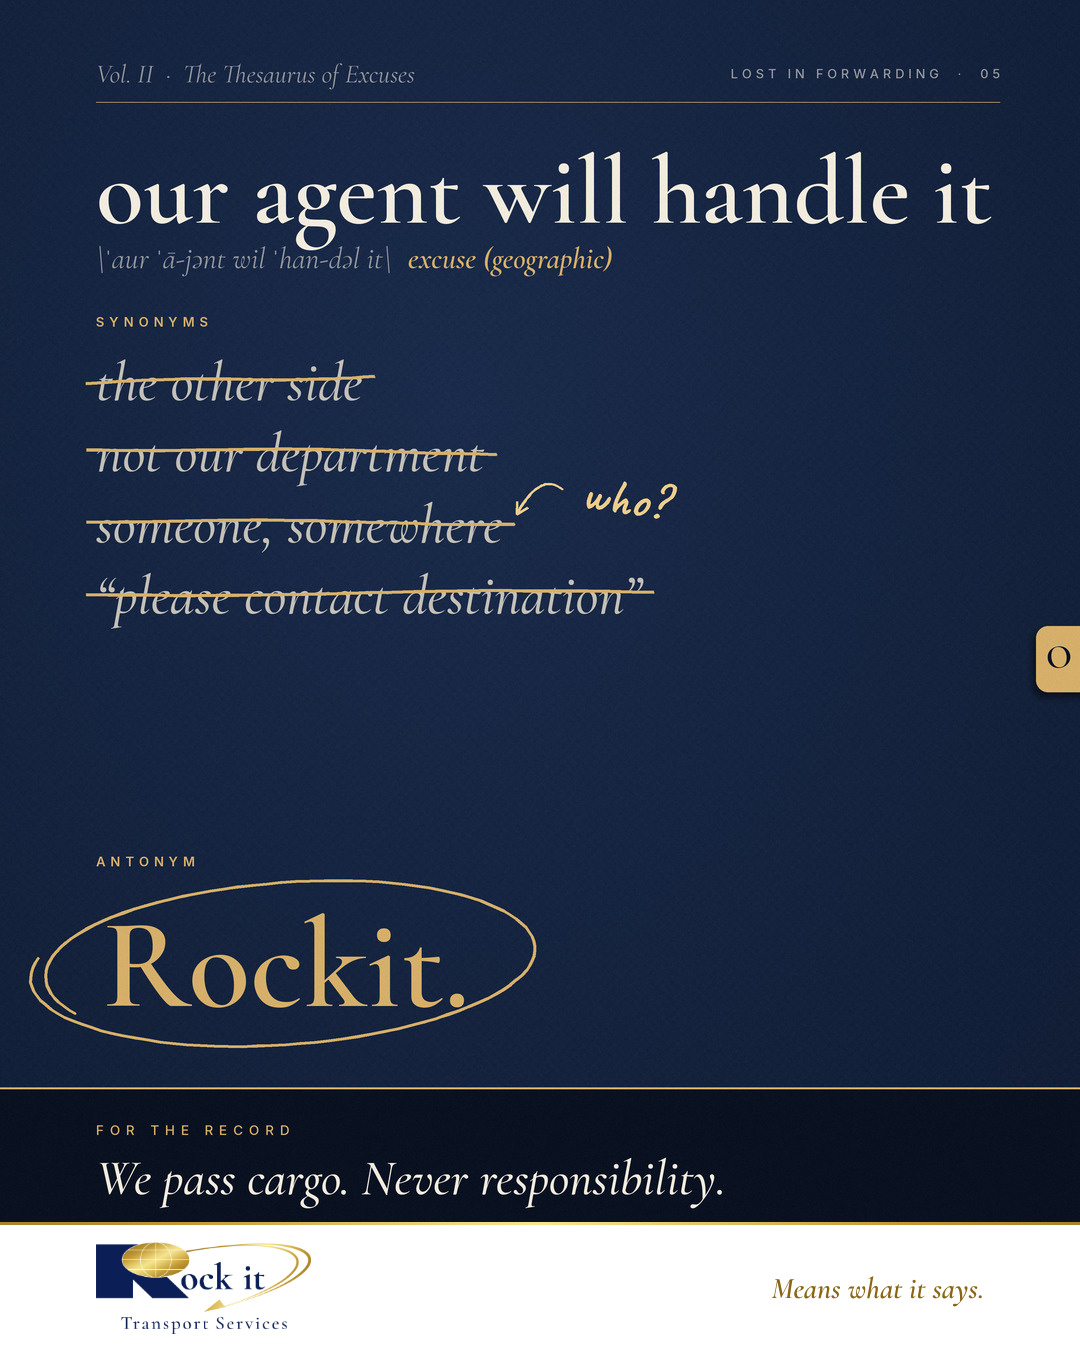 Vol. II · The Thesaurus of Excuses
LOST IN FORWARDING · 05
our agent will handle it
\ˈaur ˈā-jənt wil ˈhan-dəl it\ excuse (geographic)
SYNONYMS
the other side
not our department
who?
someone, somewhere
“please contact destination”
O
ANTONYM
Rockit.
FOR THE RECORD
We pass cargo. Never responsibility.
Rock it
Transport Services
Means what it says.